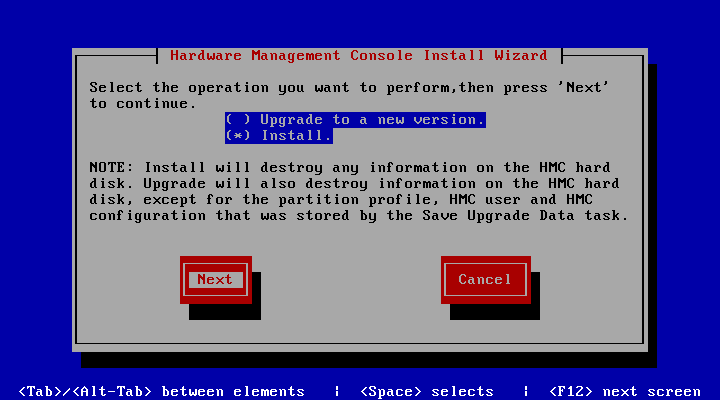 Hardware Management Console Install Wizard
Select the operation you want to perform,then press 'Next'
to continue.
( ) Upgrade to a new version.
(*) Install.
NOTE: Install will destroy any information on the HMC hard
disk. Upgrade will also destroy information on the HMC hard
disk, except for the partition profile, HMC user and HMC
configuration that was stored by the Save Upgrade Data task.
Next Cancel
<Tab>/<Alt-Tab> between elements | <Space> selects | <F12> next screen